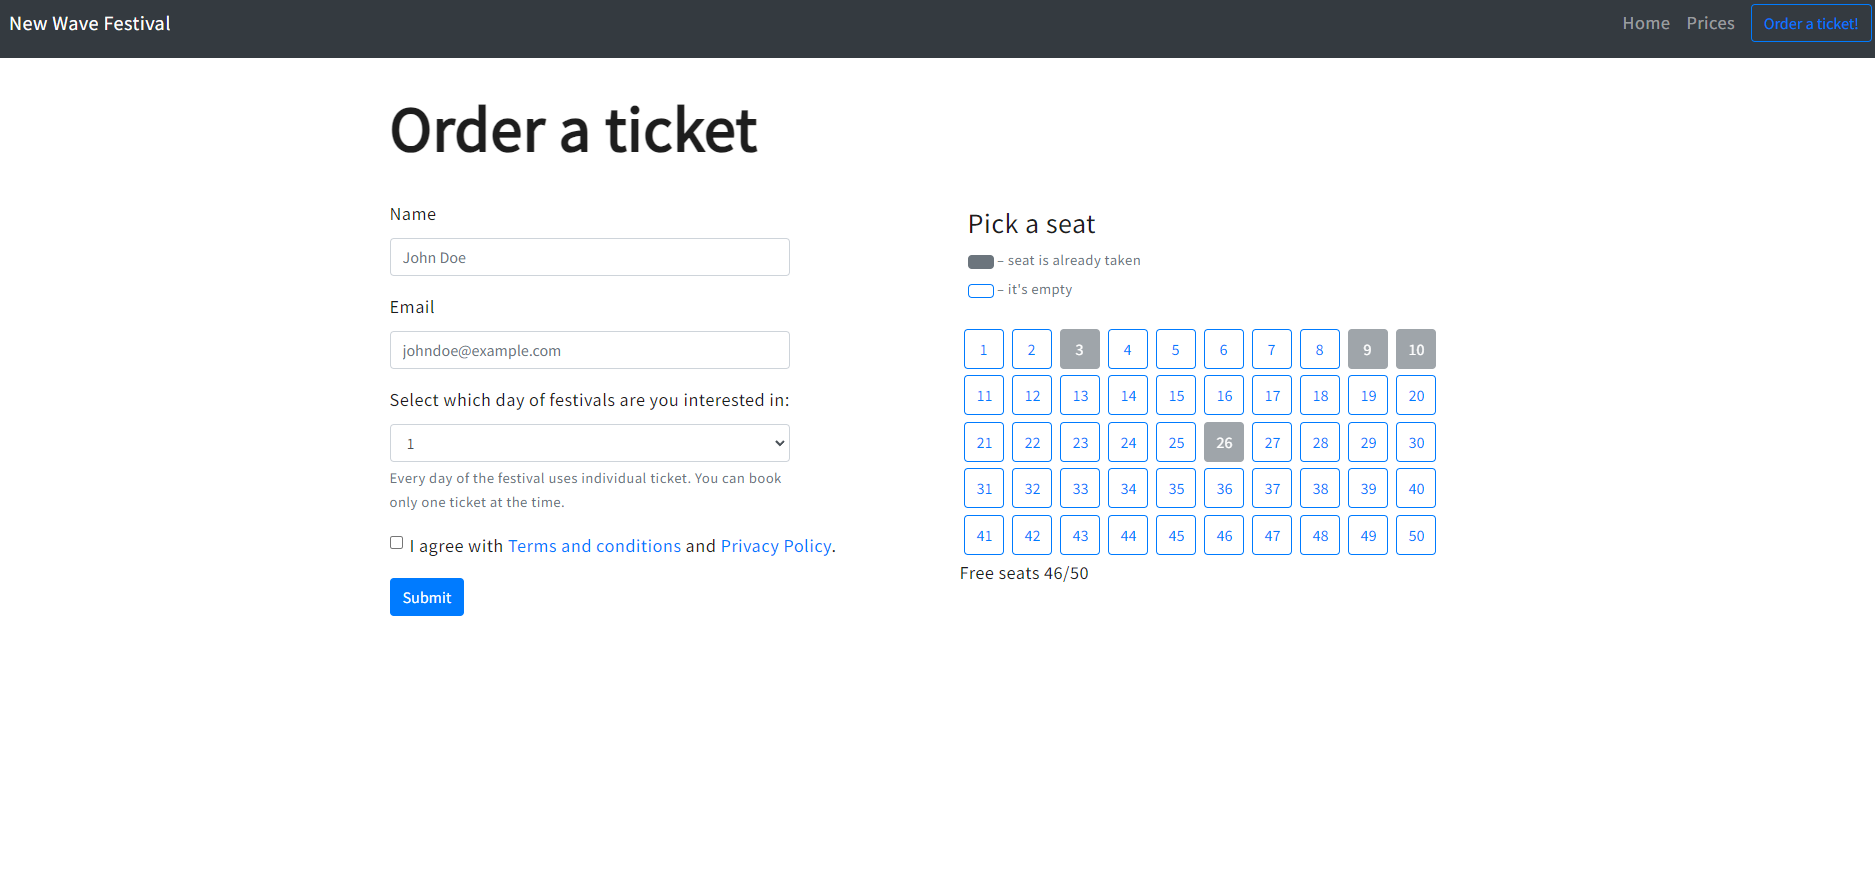 New Wave Festival
Home Prices Order a ticket!
Order a ticket
Name
John Doe
Email
johndoe@example.com
Select which day of festivals are you interested in:
1
Every day of the festival uses individual ticket. You can book
only one ticket at the time.
I agree with Terms and conditions and Privacy Policy.
Submit
Pick a seat
– seat is already taken
– it's empty
1 2 3 4 5 6 7 8 9 10
11 12 13 14 15 16 17 18 19 20
21 22 23 24 25 26 27 28 29 30
31 32 33 34 35 36 37 38 39 40
41 42 43 44 45 46 47 48 49 50
Free seats 46/50